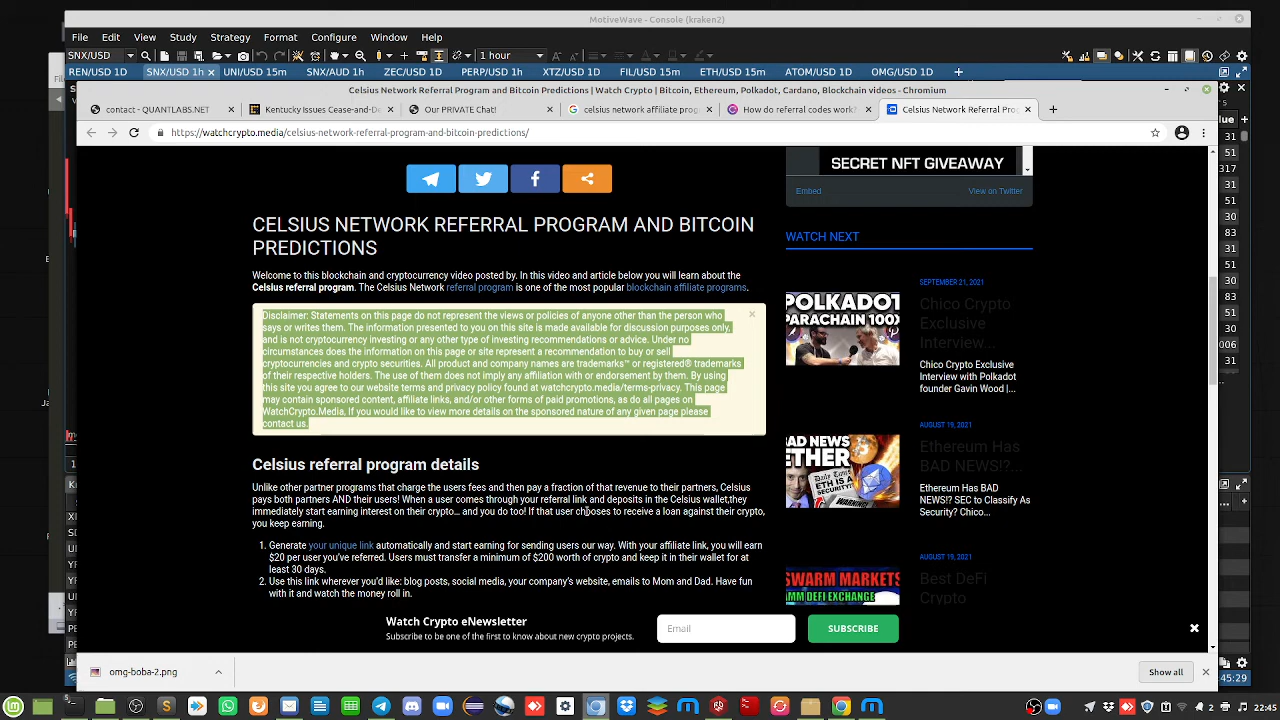 MotiveWave - Console (kraken2)
File Edit View Study Strategy Format Configure Window Help
SNX/USD
1 hour
REN/USD 1D SNX/USD 1h UNI/USD 15m SNX/AUD 1h ZEC/USD 1D PERP/USD 1h XTZ/USD 1D FIL/USD 15m ETH/USD 15m ATOM/USD 1D OMG/USD 1D
Celsius Network Referral Program and Bitcoin Predictions | Watch Crypto | Bitcoin, Ethereum, Polkadot, Cardano, Blockchain videos - Chromium
contact - QUANTLABS.NET
Kentucky Issues Cease-and-De
Our PRIVATE Chat!
celsius network affiliate prog
How do referral codes work?
Celsius Network Referral Pro
https://watchcrypto.media/celsius-network-referral-program-and-bitcoin-predictions/
SECRET NFT GIVEAWAY
Embed
View on Twitter
CELSIUS NETWORK REFERRAL PROGRAM AND BITCOIN
PREDICTIONS
Welcome to this blockchain and cryptocurrency video posted by. In this video and article below you will learn about the
Celsius referral program. The Celsius Network referral program is one of the most popular blockchain affiliate programs.
Disclaimer: Statements on this page do not represent the views or policies of anyone other than the person who
says or writes them. The information presented to you on this site is made available for discussion purposes only,
and is not cryptocurrency investing or any other type of investing recommendations or advice. Under no
circumstances does the information on this page or site represent a recommendation to buy or sell
cryptocurrencies and crypto securities. All product and company names are trademarks™ or registered® trademarks
of their respective holders. The use of them does not imply any affiliation with or endorsement by them. By using
this site you agree to our website terms and privacy policy found at watchcrypto.media/terms-privacy. This page
may contain sponsored content, affiliate links, and/or other forms of paid promotions, as do all pages on
WatchCrypto.Media, If you would like to view more details on the sponsored nature of any given page please
contact us.
Celsius referral program details
Unlike other partner programs that charge the users fees and then pay a fraction of that revenue to their partners, Celsius
pays both partners AND their users! When a user comes through your referral link and deposits in the Celsius wallet,they
immediately start earning interest on their crypto... and you do too! If that user chooses to receive a loan against their crypto,
you keep earning.
1. Generate your unique link automatically and start earning for sending users our way. With your affiliate link, you will earn
$20 per user you've referred. Users must transfer a minimum of $200 worth of crypto and keep it in their wallet for at
least 30 days.
2. Use this link wherever you'd like: blog posts, social media, your company's website, emails to Mom and Dad. Have fun
with it and watch the money roll in.
WATCH NEXT
POLKADOT
PARACHAIN 100X
SEPTEMBER 21, 2021
Chico Crypto
Exclusive
Interview...
Chico Crypto Exclusive
Interview with Polkadot
founder Gavin Wood |...
BAD NEWS
ETHER
Daily Toro
ETH IS A
SECURITY?
WARNING!
AUGUST 19, 2021
Ethereum Has
BAD NEWS!?...
Ethereum Has BAD
NEWS!? SEC to Classify As
Security? Chico...
SWARM MARKETS
AMM DEFI EXCHANGE
AUGUST 19, 2021
Best DeFi
Crypto
Watch Crypto eNewsletter
Subscribe to be one of the first to know about new crypto projects.
Email
SUBSCRIBE
omg-boba-2.png
Show all
45:29
22:45